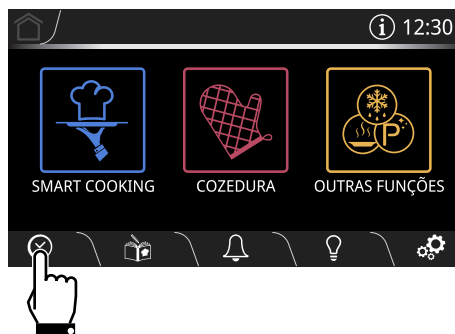 12:30
SMART COOKING
COZEDURA
OUTRAS FUNÇÕES
P